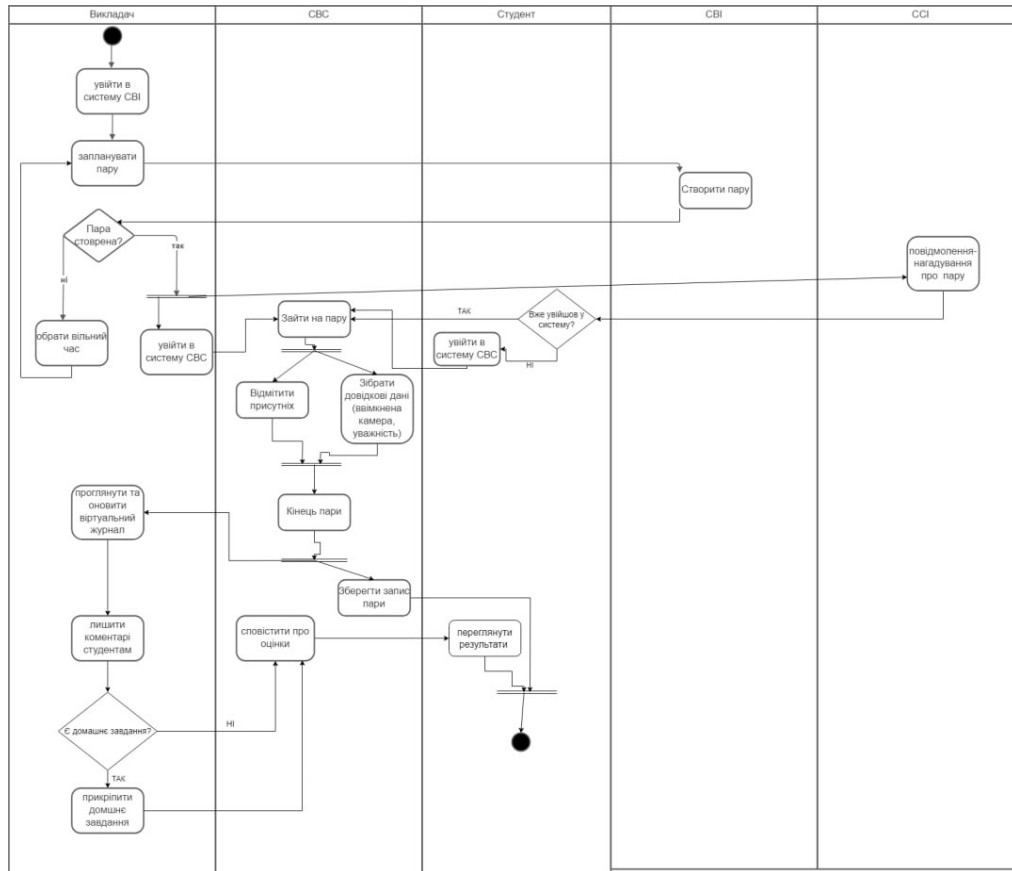 Викладач
СВС
Студент
СВІ
ССІ
увійти в
систему СВІ
запланувати
пару
Створити пару
Пара
стоврена?
так
ні
повідмолення-
нагадування
про пару
обрати вільний
час
увійти в
систему СВС
Зайти на пару
ТАК
Вже увійшов у
систему?
увійти в
систему СВС
НІ
Відмітити
присутніх
Зібрати
довідкові дані
(ввімкнена
камера,
уважність)
проглянути та
оновити
віртуальний
журнал
Кінець пари
Зберегти запис
пари
лишити
коментарі
студентам
сповістити про
оцінки
переглянути
результати
Є домашнє завдання?
НІ
ТАК
прикріпити
домшнє
завдання